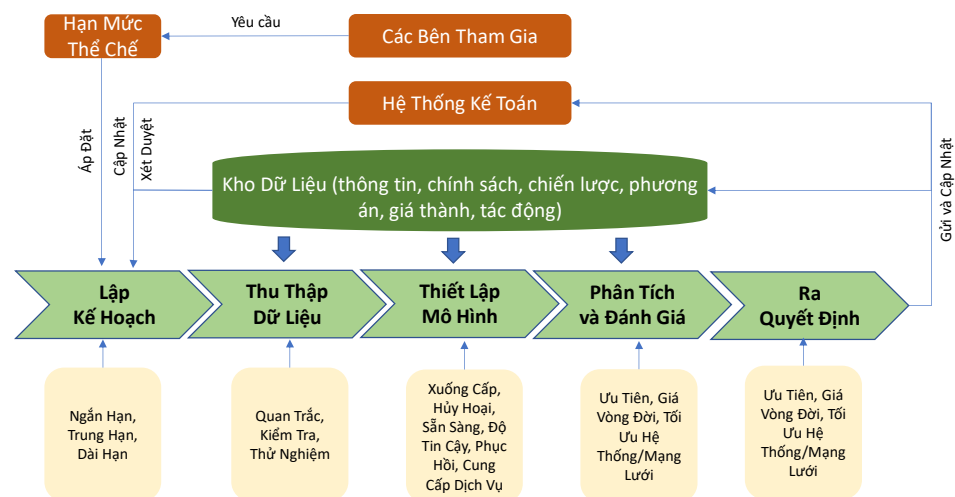 Hạn Mức
Thể Chế
Yêu cầu
Các Bên Tham Gia
Hệ Thống Kế Toán
Áp Đặt
Cập Nhật
Xét Duyệt
Kho Dữ Liệu (thông tin, chính sách, chiến lược, phương
án, giá thành, tác động)
Gửi và Cập Nhật
Lập
Kế Hoạch
Thu Thập
Dữ Liệu
Thiết Lập
Mô Hình
Phân Tích
và Đánh Giá
Ra
Quyết Định
Ngắn Hạn,
Trung Hạn,
Dài Hạn
Quan Trắc,
Kiểm Tra,
Thử Nghiệm
Xuống Cấp,
Hủy Hoại,
Sẵn Sàng, Độ
Tin Cậy, Phục
Hồi, Cung
Cấp Dịch Vụ
Ưu Tiên, Giá
Vòng Đời, Tối
Ưu Hệ
Thống/Mạng
Lưới
Ưu Tiên, Giá
Vòng Đời, Tối
Ưu Hệ
Thống/Mạng
Lưới